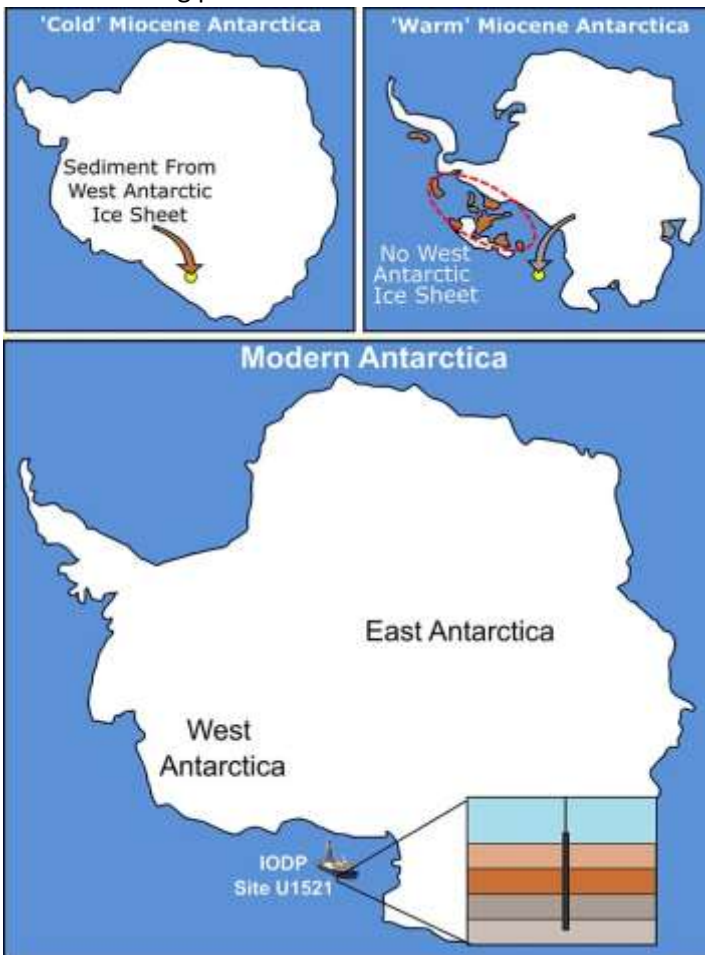 'Cold' Miocene Antarctica
Sediment From
West Antarctic
Ice Sheet
'Warm' Miocene Antarctica
No West
Antarctic
Ice Sheet
Modern Antarctica
East Antarctica
West
Antarctica
IODP
Site U1521